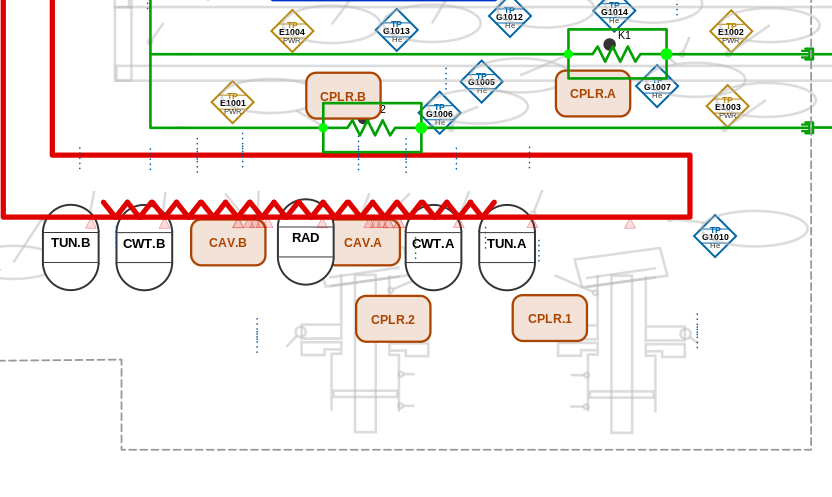 TP
G1014
He
TP
G1012
He
TP
E1004
PWR
TP
G1013
He
TP
E1002
PWR
K1
TP
G1005
He
TP
G1007
He
TP
E1001
PWR
CPLR.B
2
TP
G1006
He
CPLR.A
TP
E1003
PWR
TUN.B
CWT.B
CAV.B
RAD
CAV.A
CWT.A
TUN.A
TP
G1010
He
CPLR.2
CPLR.1